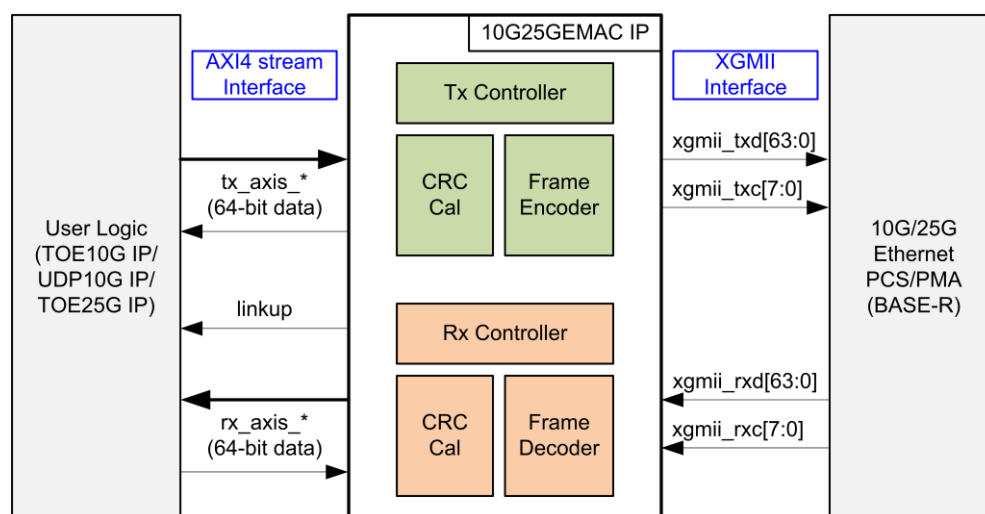 10G25GEMAC IP
AXI4 stream
Interface
XGMII
Interface
Tx Controller
CRC
Cal
Frame
Encoder
tx_axis_*
(64-bit data)
xgmii_txd[63:0]
xgmii_txc[7:0]
User Logic
(TOE10G IP/
UDP10G IP/
TOE25G IP)
10G/25G
Ethernet
PCS/PMA
(BASE-R)
linkup
Rx Controller
CRC
Cal
Frame
Decoder
rx_axis_*
(64-bit data)
xgmii_rxd[63:0]
xgmii_rxc[7:0]